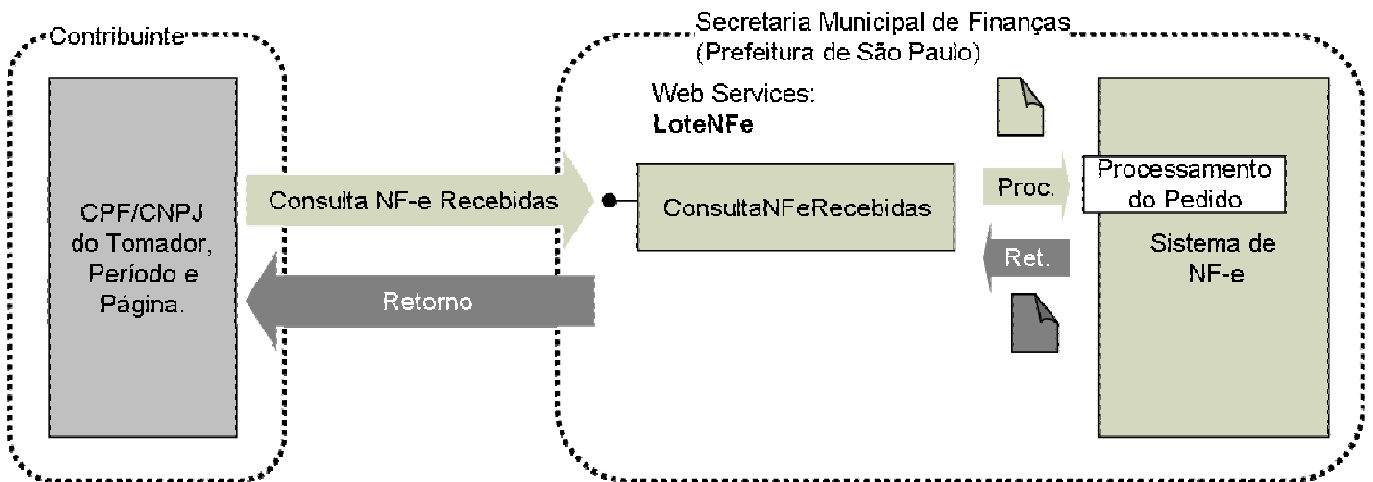 Contribuinte
Secretaria Municipal de Finanças
(Prefeitura de São Paulo)
Web Services:
LoteNFe
CPF/CNPJ
do Tomador,
Período e
Página.
Consulta NF-e Recebidas
Retorno
ConsultaNFeRecebidas
Proc.
Ret.
Processamento
do Pedido
Sistema de
NF-e